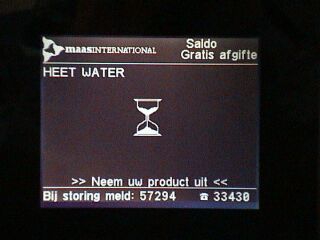 maasINTERNATIONAL
Saldo
Gratis afgifte
HEET WATER
>> Neem uw product uit <<
Bij storing meld: 57294 ☎ 33430